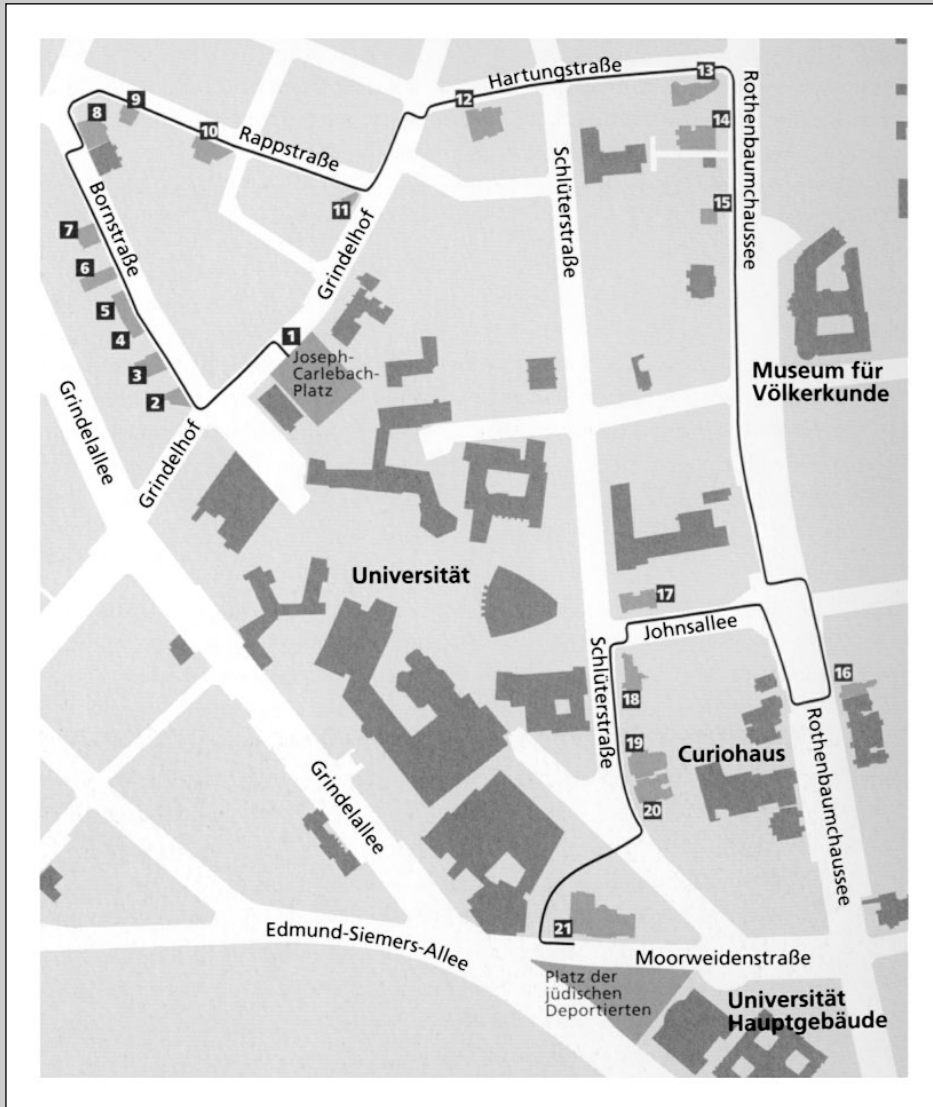 Hartungstraße
13
Rothenbaumchaussee
12
14
9
8
10
Rappstraße
Schlüterstraße
15
11
Bornstraße
7
Grindelhof
6
5
4
1
Joseph-
Carlebach-
Platz
3
2
Museum für
Völkerkunde
Grindelallee
Grindelhof
Universität
17
Johnsallee
Schlüterstraße
16
18
19
Curiohaus
20
Rothenbaumchaussee
Grindelallee
21
Edmund-Siemers-Allee
Moorweidenstraße
Platz der
jüdischen
Deportierten
Universität
Hauptgebäude